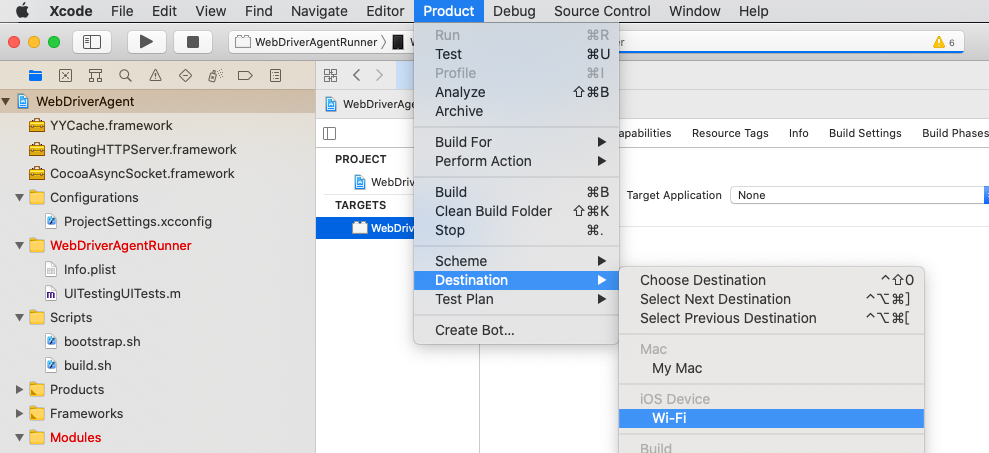 Xcode File Edit View Find Navigate Editor Product Debug Source Control Window Help
WebDriverAgentRunner 6
WebDriverAgent
YYCache.framework
RoutingHTTPServer.framework
CocoaAsyncSocket.framework
Configurations
ProjectSettings.xcconfig
WebDriverAgentRunner
Info.plist
UITestingUITests.m
Scripts
bootstrap.sh
build.sh
Products
Frameworks
Modules
WebDriverAge
apabilities Resource Tags Info Build Settings Build Phases
PROJECT
WebDriv
TARGETS
WebDriv
Target Application None
Run ⌘R
Test ⌘U
Profile ⌘I
Analyze ⇧⌘B
Archive
Build For
Perform Action
Build ⌘B
Clean Build Folder ⇧⌘K
Stop ⌘.
Scheme
Destination
Test Plan
Create Bot...
Choose Destination ^⇧0
Select Next Destination ^⌥⌘]
Select Previous Destination ^⌥⌘[
Mac
My Mac
iOS Device
Wi-Fi
Build